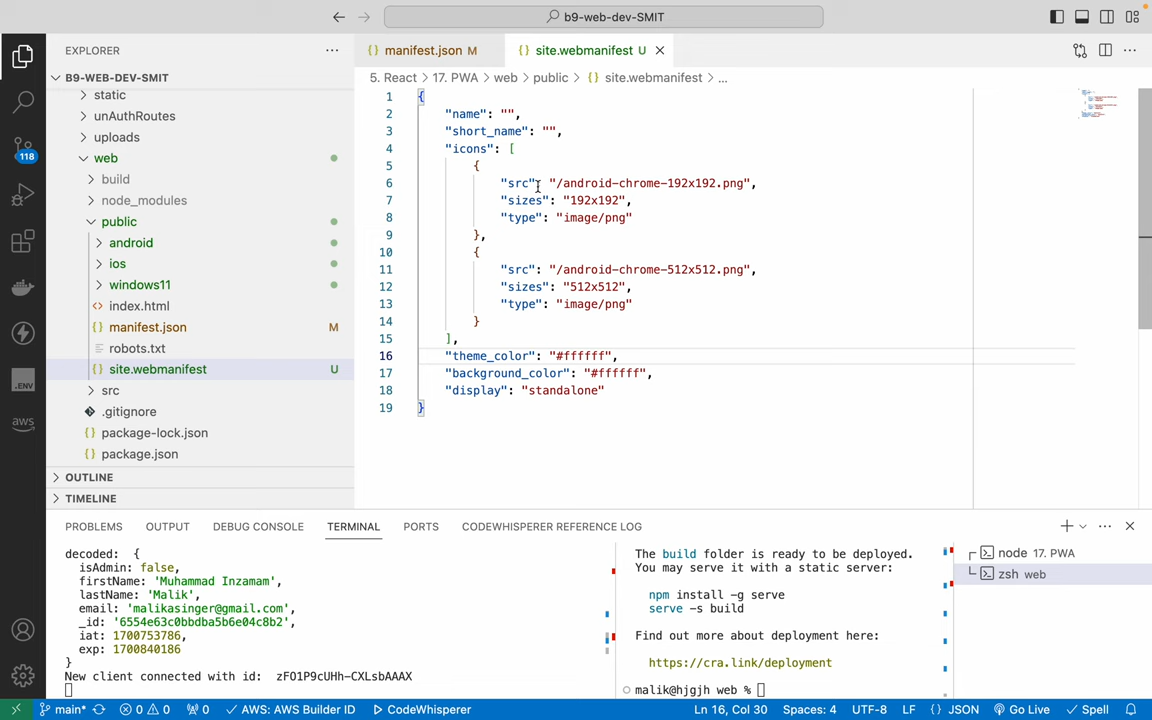 b9-web-dev-SMIT
EXPLORER
B9-WEB-DEV-SMIT
static
unAuthRoutes
uploads
web
build
node_modules
public
android
ios
windows11
index.html
manifest.json M
robots.txt
site.webmanifest U
src
.gitignore
package-lock.json
package.json
OUTLINE
TIMELINE
118
.ENV
aws
manifest.json M
site.webmanifest U
5. React > 17. PWA > web > public > {} site.webmanifest > ...
1 {
2 "name": "",
3 "short_name": "",
4 "icons": [
5 {
6 "src": "/android-chrome-192x192.png",
7 "sizes": "192x192",
8 "type": "image/png"
9 },
10 {
11 "src": "/android-chrome-512x512.png",
12 "sizes": "512x512",
13 "type": "image/png"
14 }
15 ],
16 "theme_color": "#ffffff",
17 "background_color": "#ffffff",
18 "display": "standalone"
19 }
PROBLEMS OUTPUT DEBUG CONSOLE TERMINAL PORTS CODEWHISPERER REFERENCE LOG
decoded: {
isAdmin: false,
firstName: 'Muhammad Inzamam',
lastName: 'Malik',
email: 'malikasinger@gmail.com',
_id: '6554e63c0bbdba5b6e04c8b2',
iat: 1700753786,
exp: 1700840186
}
New client connected with id: zFO1P9cUHh-CXLsbAAAX
The build folder is ready to be deployed.
You may serve it with a static server:
npm install -g serve
serve -s build
Find out more about deployment here:
https://cra.link/deployment
malik@hjgjh web %
node 17. PWA
zsh web
main* 0 0 0 AWS: AWS Builder ID CodeWhisperer Ln 16, Col 30 Spaces: 4 UTF-8 LF {} JSON Go Live Spell